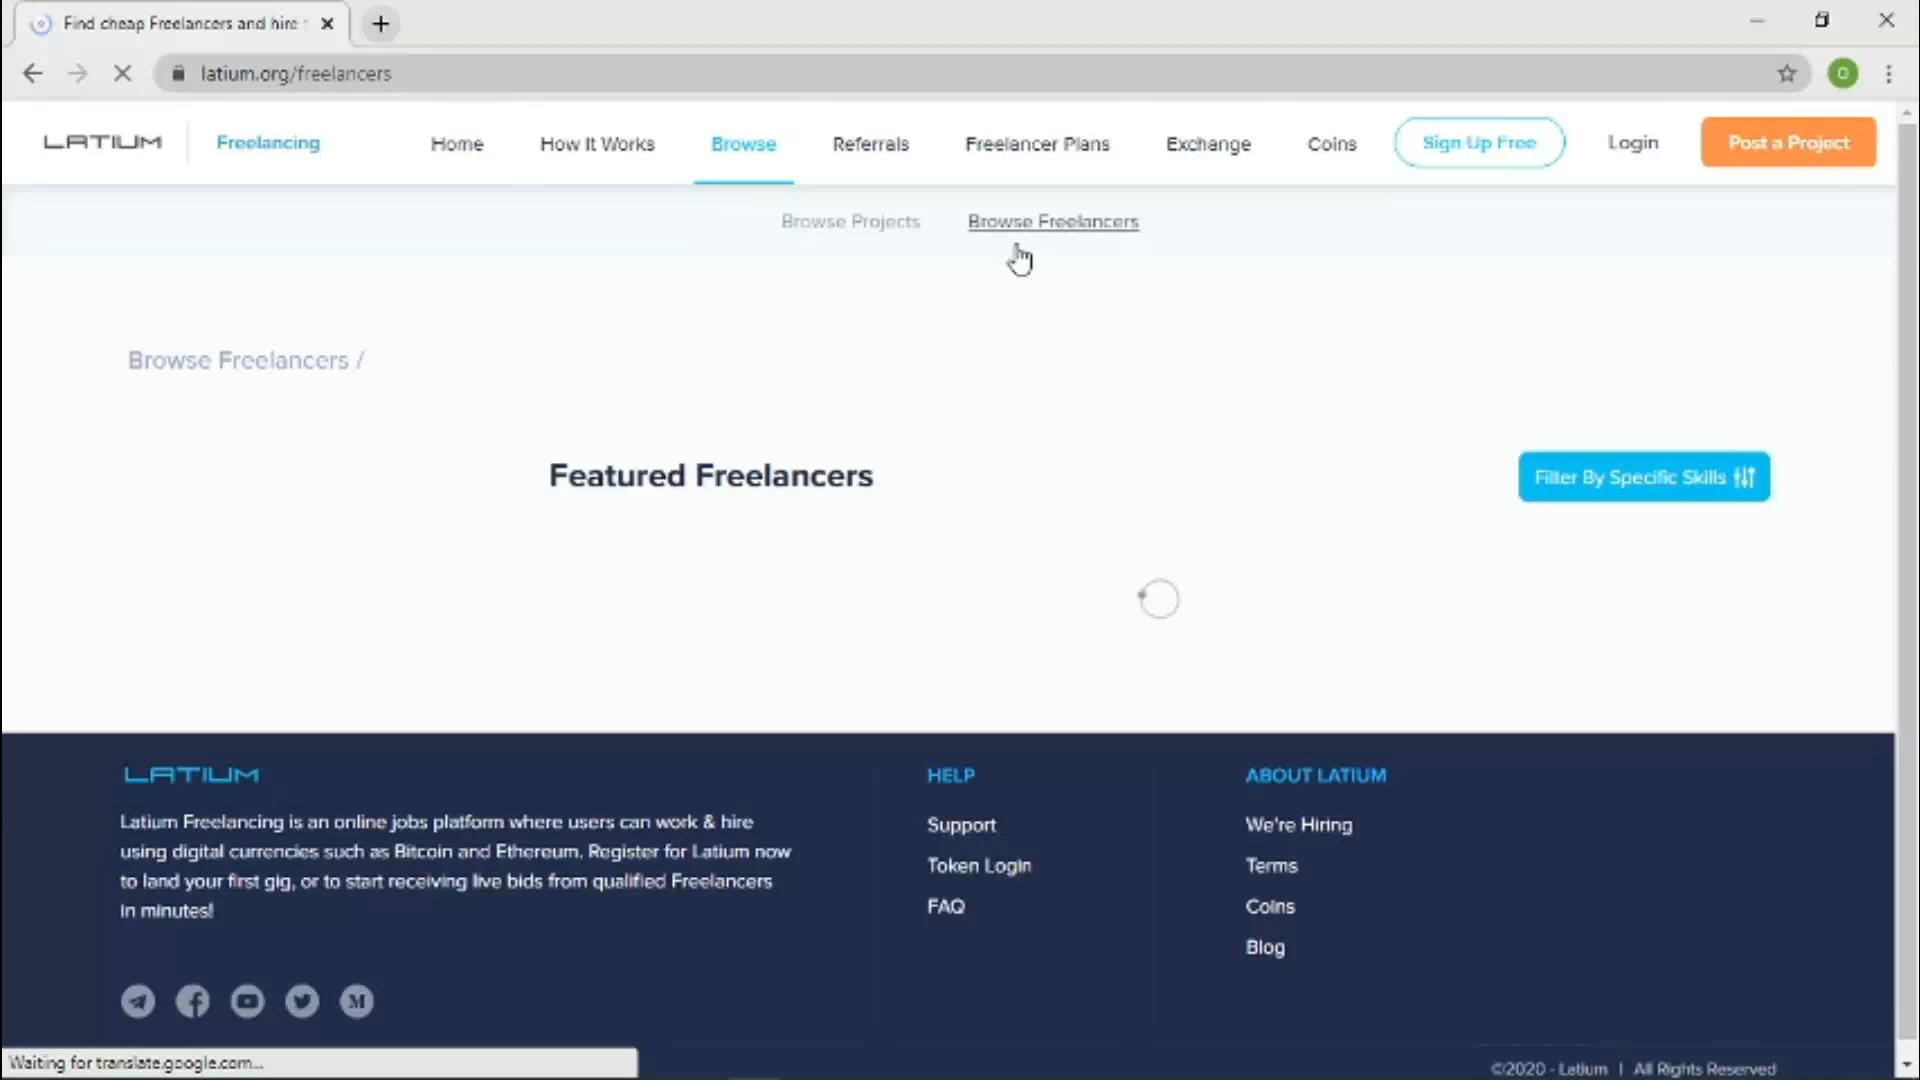 Find cheap Freelancers and hire
latium.org/freelancers
O
LATIUM
Freelancing
Home
How It Works
Browse
Referrals
Freelancer Plans
Exchange
Coins
Sign Up Free
Login
Post a Project
Browse Projects
Browse Freelancers
Browse Freelancers /
Featured Freelancers
Filter By Specific Skills
LATIUM
Latium Freelancing is an online jobs platform where users can work & hire
using digital currencies such as Bitcoin and Ethereum. Register for Latium now
to land your first gig, or to start receiving live bids from qualified Freelancers
in minutes!
HELP
Support
Token Login
FAQ
ABOUT LATIUM
We're Hiring
Terms
Coins
Blog
M
Waiting for translate.google.com...
©2020 - Latium | All Rights Reserved